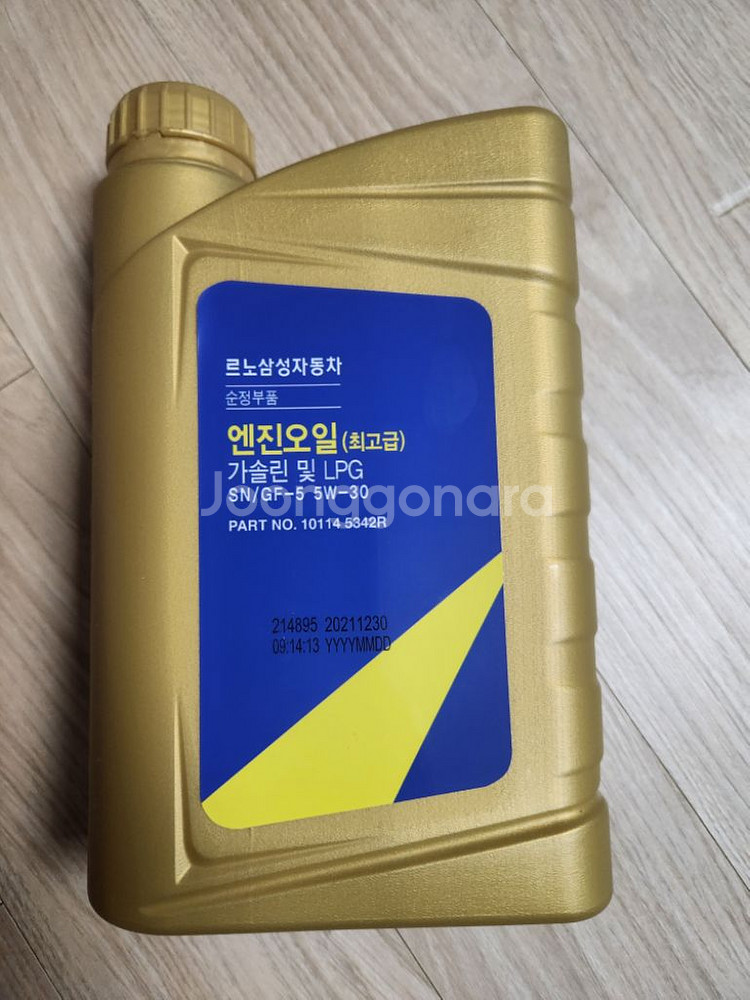 르노삼성자동차
순정부품
엔진오일(최고급)
가솔린 및 LPG
SN/GF-5 5W-30
Joonggonara
PART NO. 10114 5342R
214895 20211230
09:14:13 YYYYMMDD